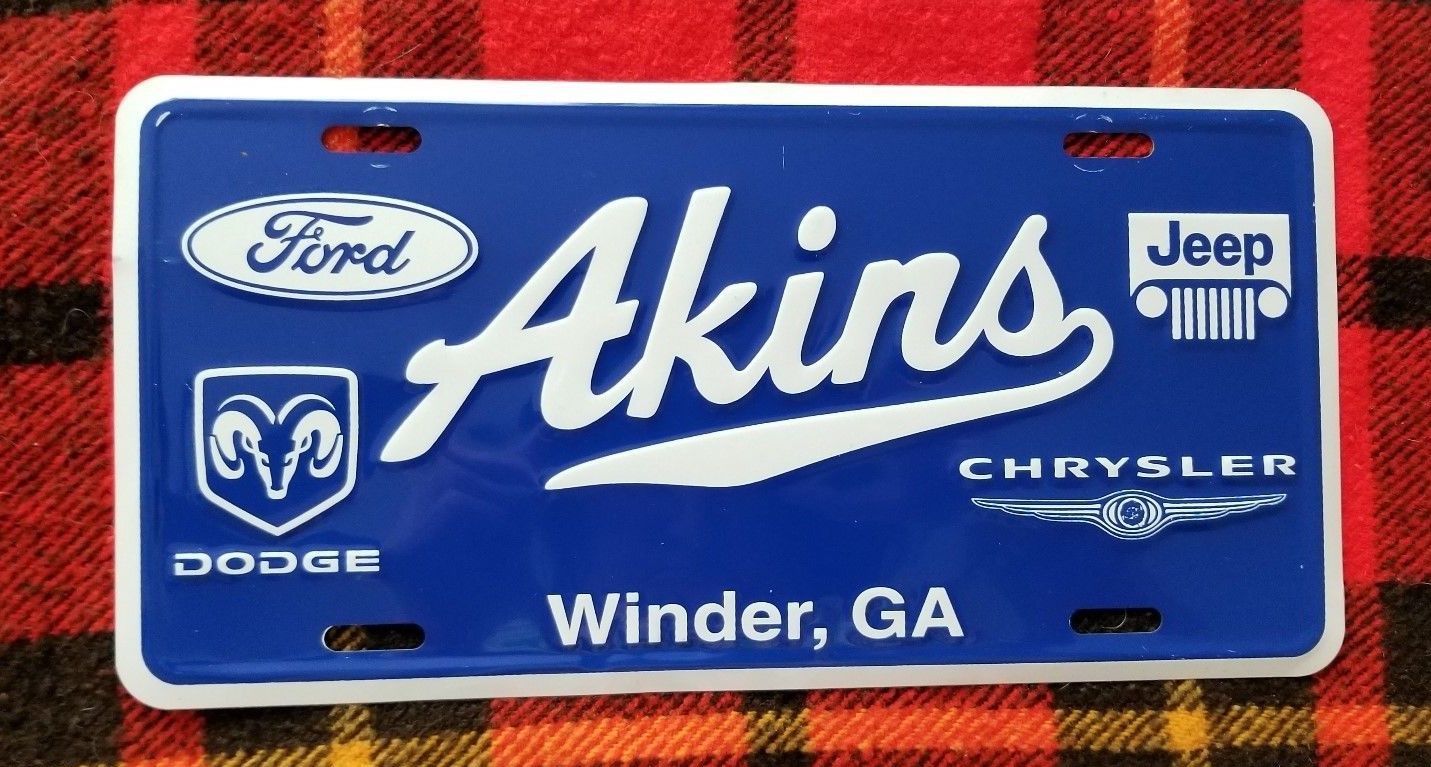 Ford
Akins
Jeep
DODGE
CHRYSLER
Winder, GA